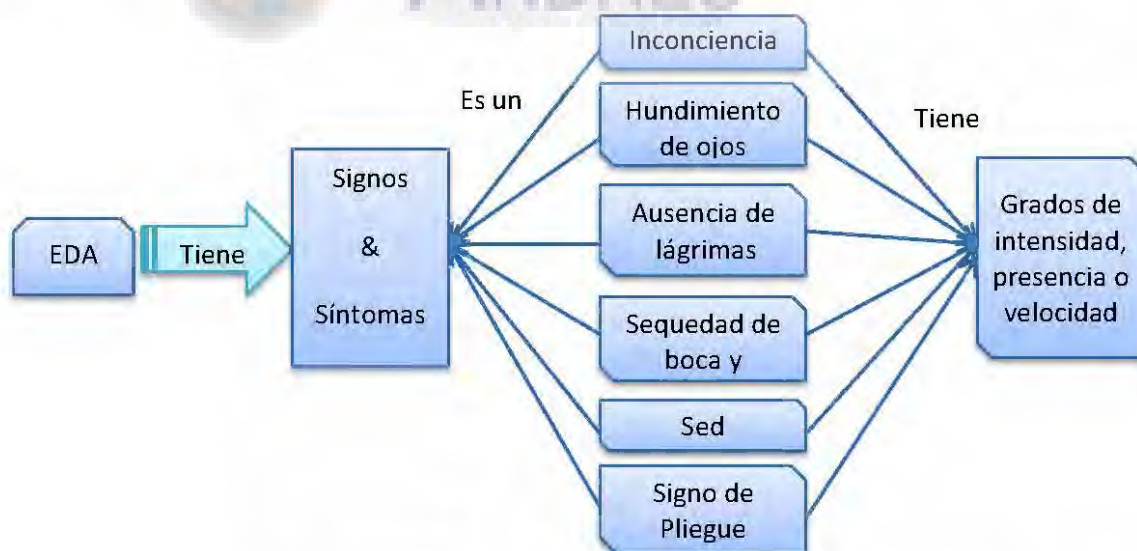 EDA
Tiene
Signos
&
Síntomas
Es un
Inconciencia
Hundimiento
de ojos
Ausencia de
lágrimas
Sequedad de
boca y
Sed
Signo de
Pliegue
Tiene
Grados de
intensidad,
presencia o
velocidad